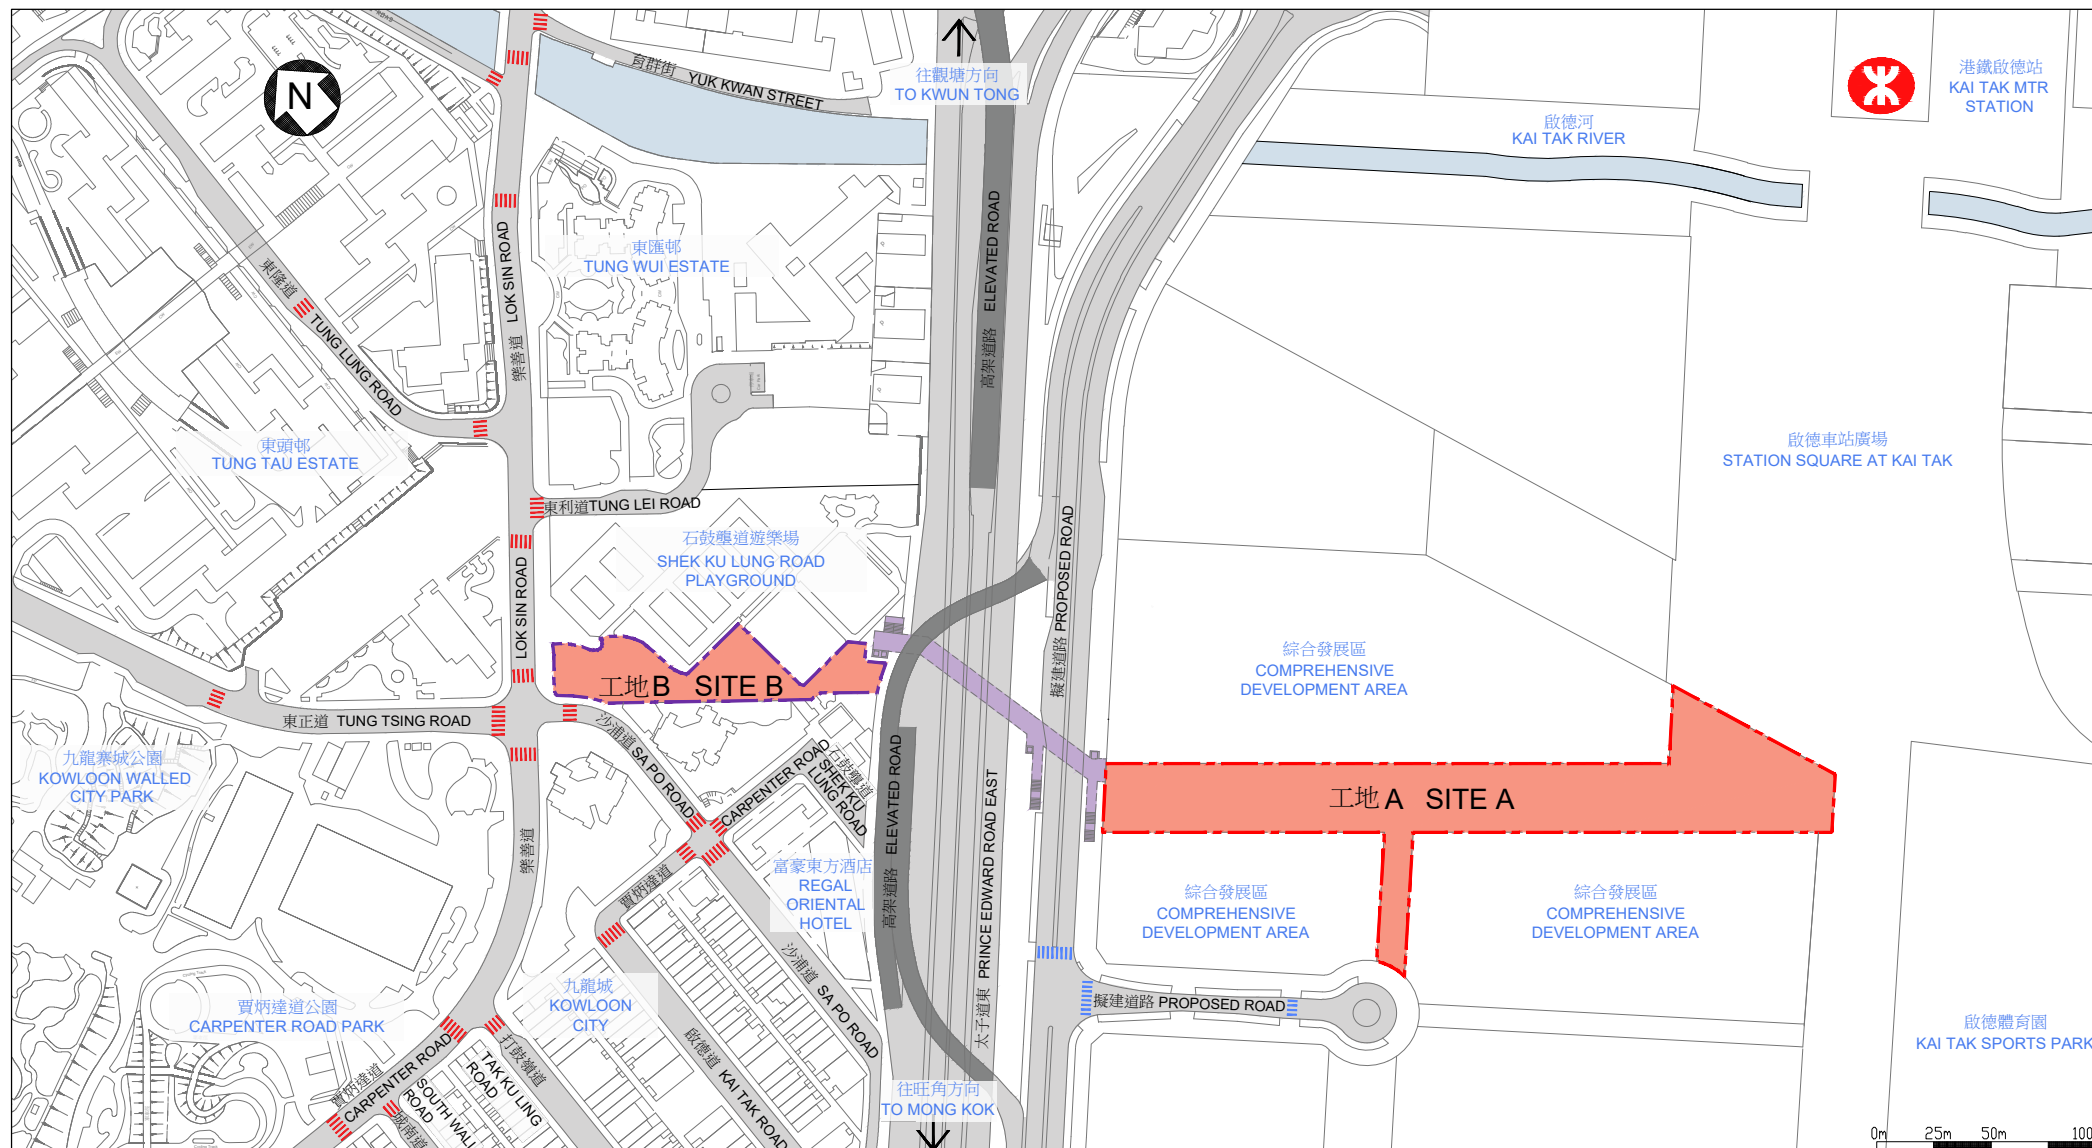 N
育群街 YUK KWAN STREET
往觀塘方向
TO KWUN TONG
港鐵啟德站
KAI TAK MTR
STATION
啟德河
KAI TAK RIVER
東匯邨
TUNG WUI ESTATE
樂善道 LOK SIN ROAD
高架道路 ELEVATED ROAD
東隆道 TUNG LUNG ROAD
東頭邨
TUNG TAU ESTATE
啟德車站廣場
STATION SQUARE AT KAI TAK
東利道TUNG LEI ROAD
石鼓壟道遊樂場
SHEK KU LUNG ROAD
PLAYGROUND
LOK SIN ROAD
擬建道路 PROPOSED ROAD
綜合發展區
COMPREHENSIVE
DEVELOPMENT AREA
工地B SITE B
東正道 TUNG TSING ROAD
沙浦道 SA PO ROAD
九龍寨城公園
KOWLOON WALLED
CITY PARK
CARPENTER ROAD
石鼓壟道
SHEK KU
LUNG ROAD
高架道路 ELEVATED ROAD
太子道東 PRINCE EDWARD ROAD EAST
工地 A SITE A
樂善道
賈炳達道
富豪東方酒店
REGAL
ORIENTAL
HOTEL
綜合發展區
COMPREHENSIVE
DEVELOPMENT AREA
綜合發展區
COMPREHENSIVE
DEVELOPMENT AREA
沙浦道 SA PO ROAD
九龍城
KOWLOON
CITY
賈炳達道公園
CARPENTER ROAD PARK
擬建道路 PROPOSED ROAD
啟德體育園
KAI TAK SPORTS PARK
啟德道 KAI TAK ROAD
打鼓嶺道
TAK KU LING
ROAD
賈炳達道
CARPENTER ROAD
SOUTH WALL
ROAD
城南道
往旺角方向
TO MONG KOK
0m 25m 50m 100